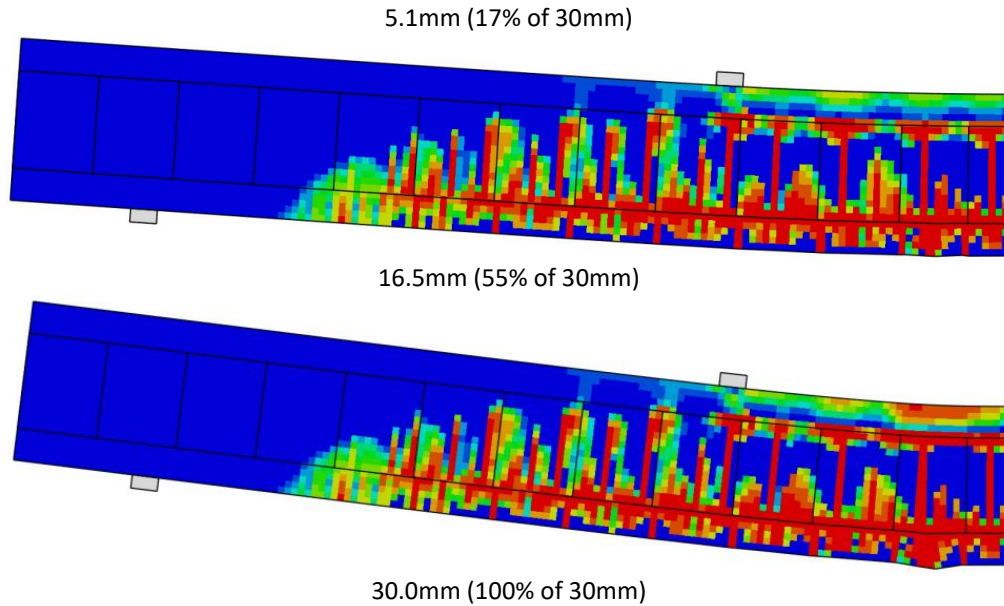 5.1mm (17% of 30mm)
16.5mm (55% of 30mm)
30.0mm (100% of 30mm)